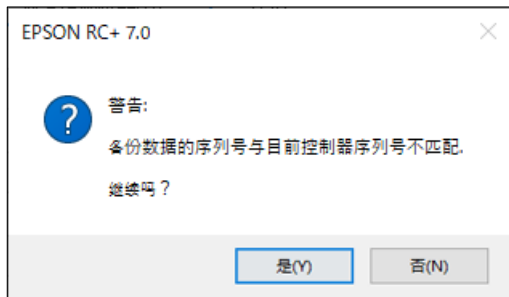 EPSON RC+ 7.0
警告:
备份数据的序列号与目前控制器序列号不匹配.
继续吗？
是(Y)
否(N)